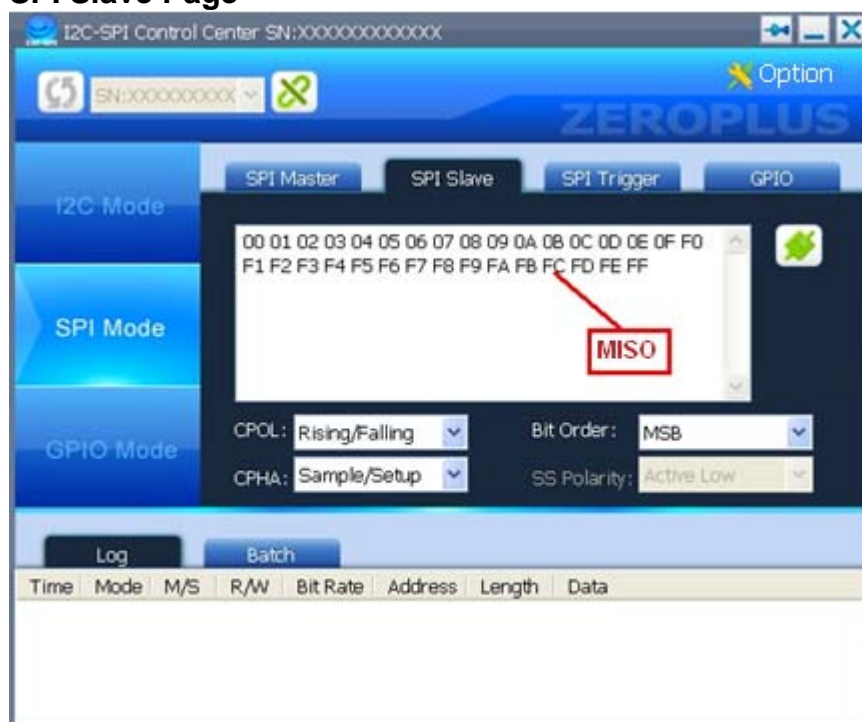 SPI Slave Page
I2C-SPI Control Center SN:XXXXXXXXXXXX
SN:XXXXXXXXXX
Option
ZEROPLUS
SPI Master SPI Slave SPI Trigger GPIO
I2C Mode
00 01 02 03 04 05 06 07 08 09 0A 0B 0C 0D 0E 0F F0
F1 F2 F3 F4 F5 F6 F7 F8 F9 FA FB FC FD FE FF
SPI Mode
MISO
CPOL: Rising/Falling Bit Order: MSB
GPIO Mode
CPHA: Sample/Setup SS Polarity: Active Low
Log Batch
Time Mode M/S R/W Bit Rate Address Length Data